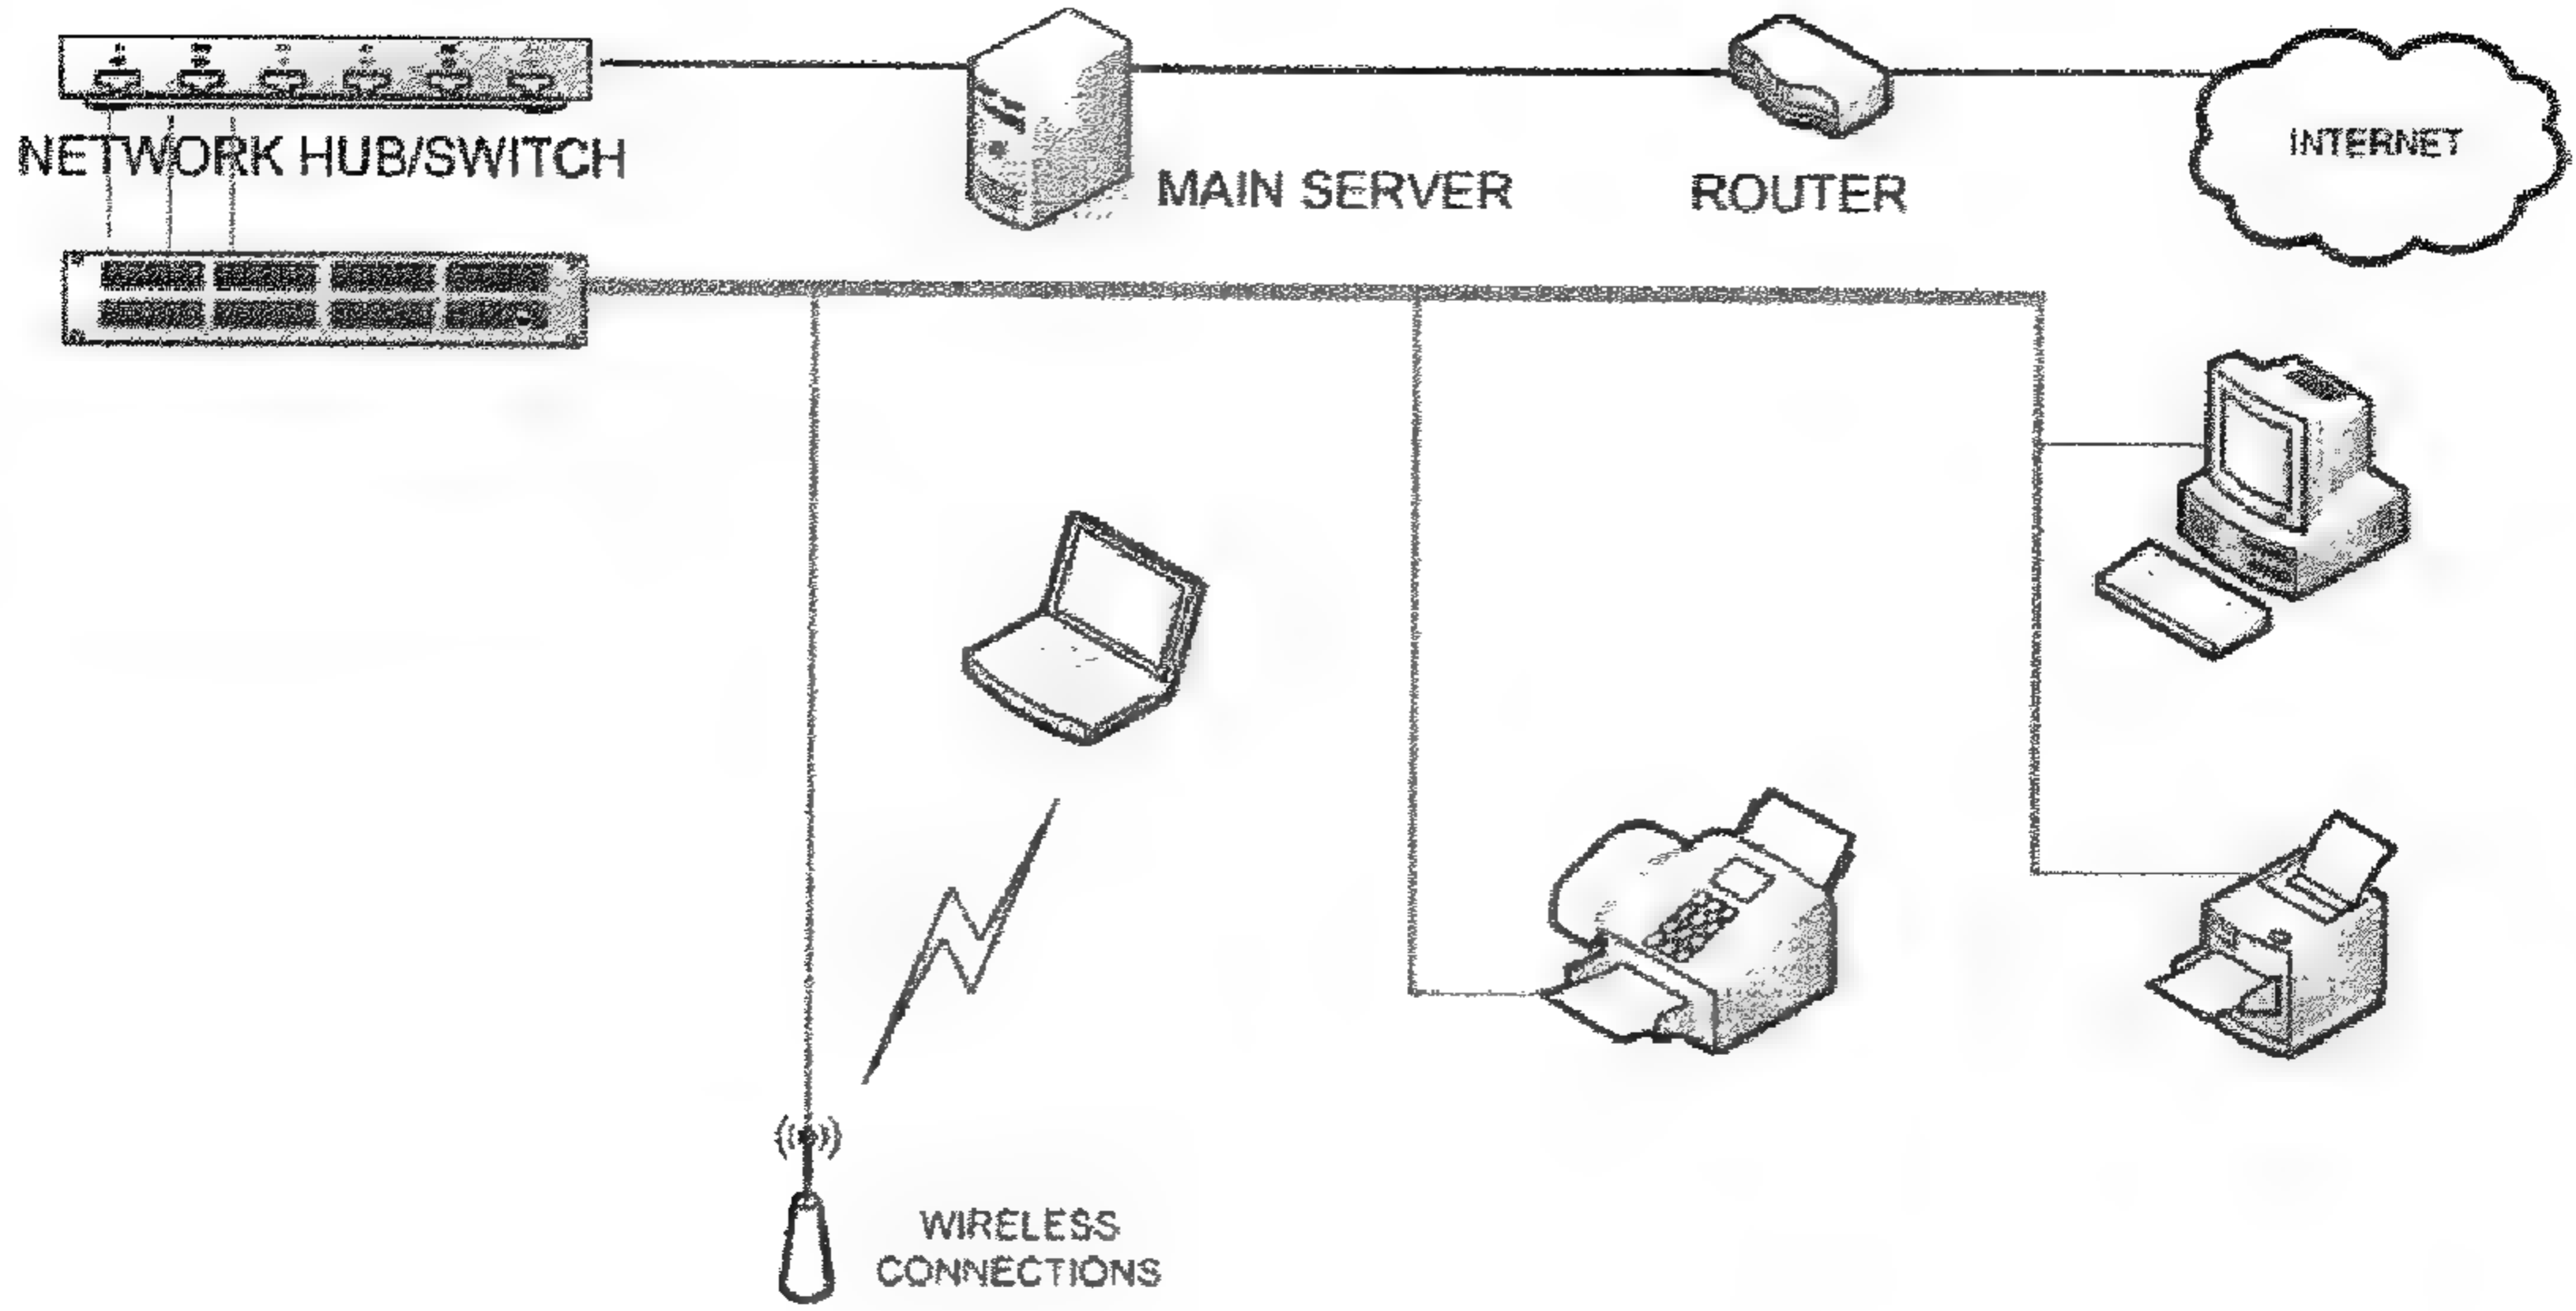 NETWORK HUB/SWITCH
MAIN SERVER
ROUTER
INTERNET
WIRELESS
CONNECTIONS